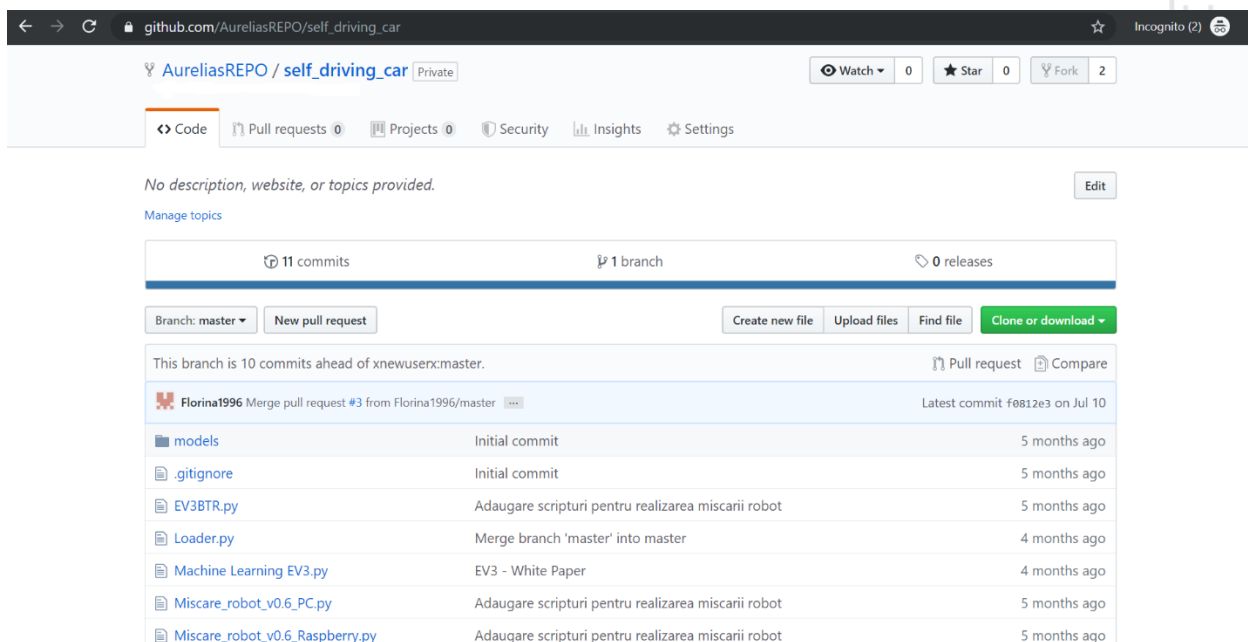 github.com/AureliasREPO/self_driving_car Incognito (2)
AureliasREPO / self_driving_car Private Watch 0 Star 0 Fork 2
Code Pull requests 0 Projects 0 Security Insights Settings
No description, website, or topics provided. Edit
Manage topics
11 commits 1 branch 0 releases
Branch: master New pull request Create new file Upload files Find file Clone or download
This branch is 10 commits ahead of xnewuserx:master. Pull request Compare
Florina1996 Merge pull request #3 from Florina1996/master ... Latest commit f0812e3 on Jul 10
models Initial commit 5 months ago
.gitignore Initial commit 5 months ago
EV3BTR.py Adaugare scripturi pentru realizarea miscarii robot 5 months ago
Loader.py Merge branch 'master' into master 4 months ago
Machine Learning EV3.py EV3 - White Paper 4 months ago
Miscare_robot_v0.6_PC.py Adaugare scripturi pentru realizarea miscarii robot 5 months ago
Miscare_robot_v0.6_Raspberry.py Adaugare scripturi pentru realizarea miscarii robot 5 months ago